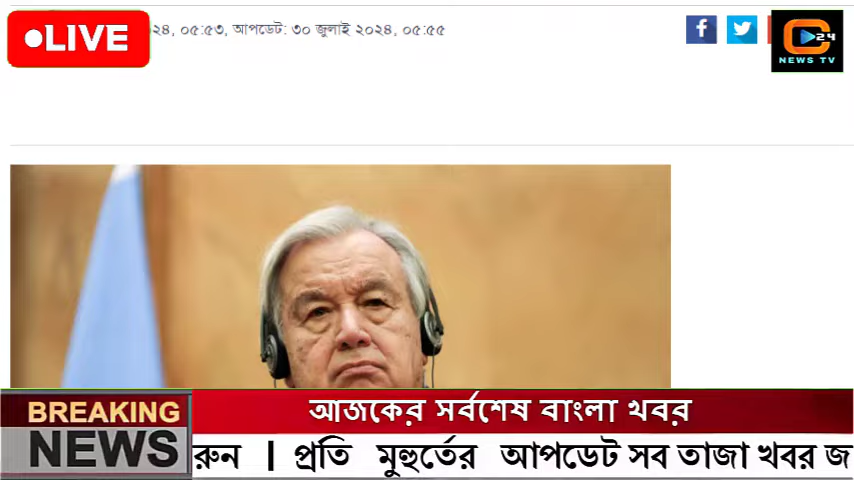 LIVE
২৪, ০৫:৫৩, আপডেট: ৩০ জুলাই ২০২৪, ০৫:৫৫
C 24
NEWS TV
আজকের সর্বশেষ বাংলা খবর
BREAKING
NEWS
রুন | প্রতি মুহুর্তের আপডেট সব তাজা খবর জ